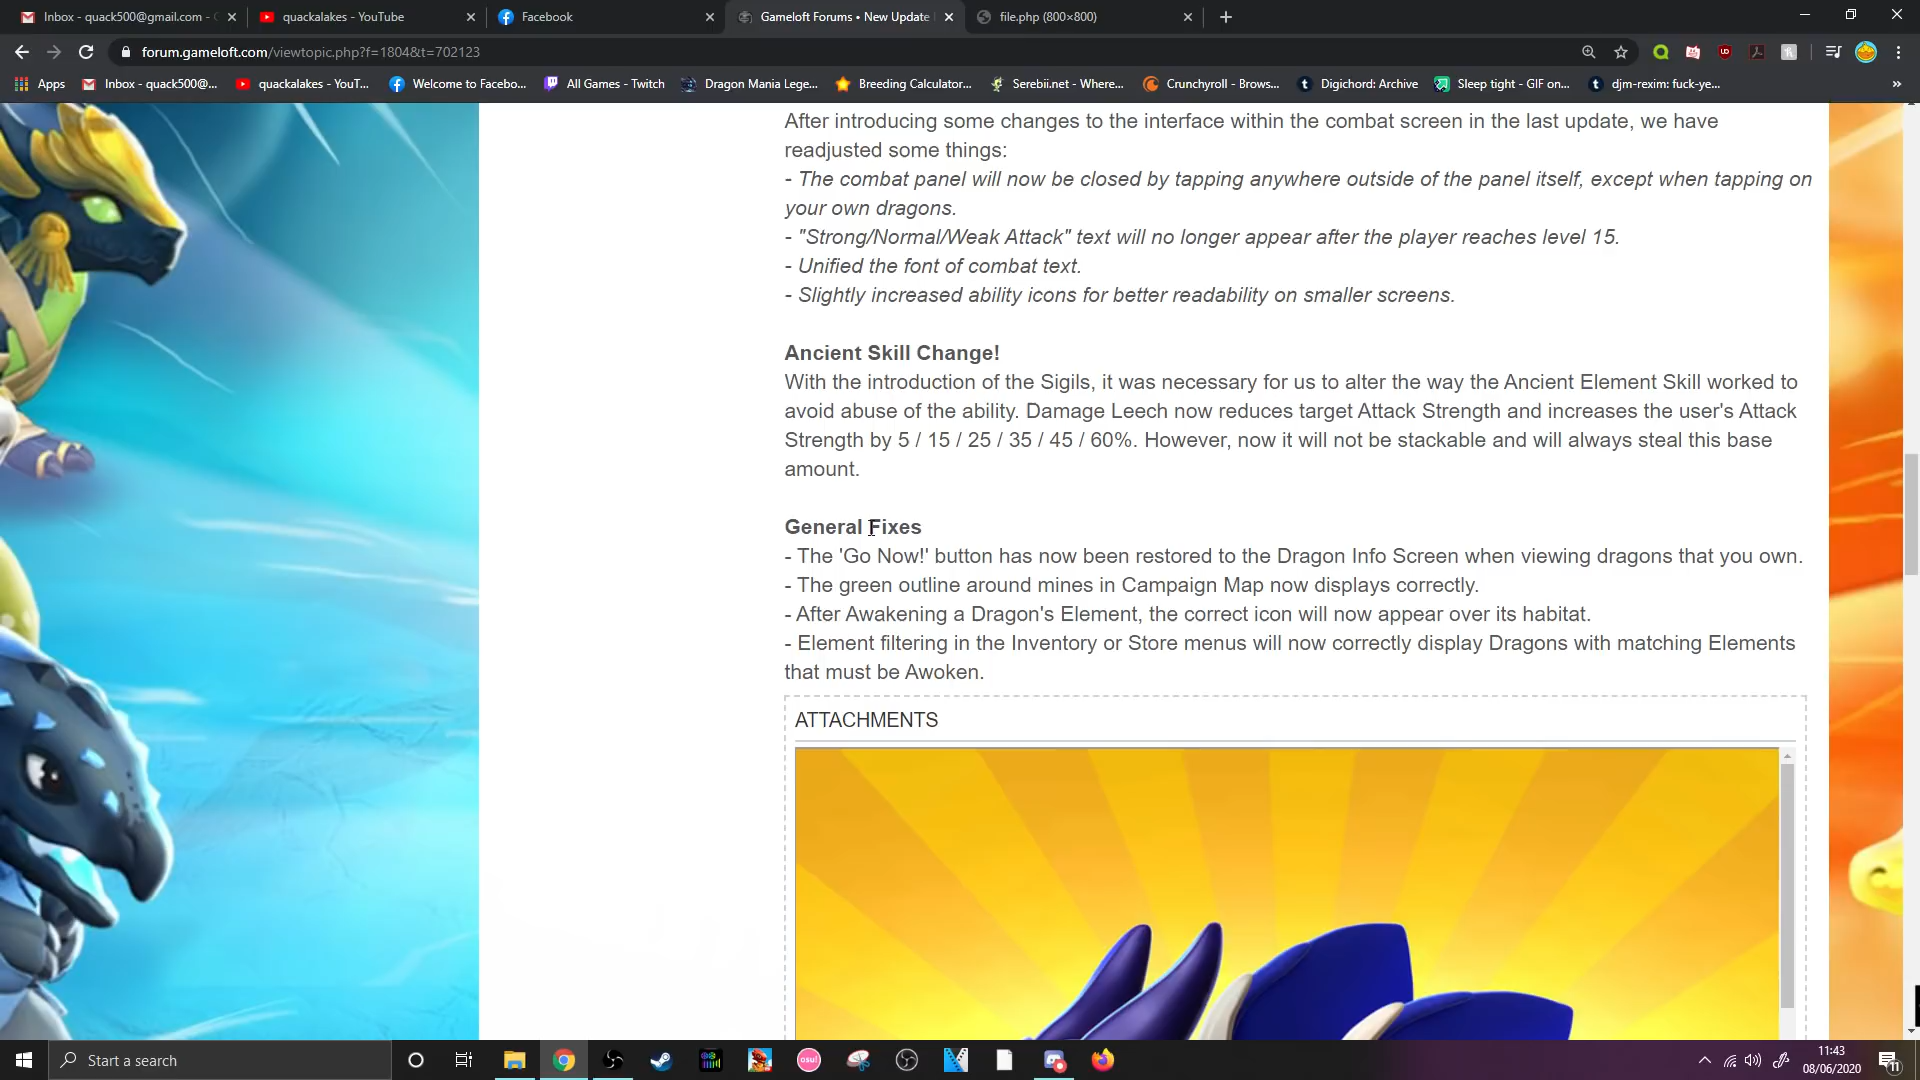 Inbox - quack500@gmail.com -
quackalakes - YouTube
Facebook
Gameloft Forums • New Update
file.php (800×800)
forum.gameloft.com/viewtopic.php?f=1804&t=702123
Apps
Inbox - quack500@...
quackalakes - YouT...
Welcome to Facebo...
All Games - Twitch
Dragon Mania Lege...
Breeding Calculator...
Serebii.net - Where...
Crunchyroll - Brows...
Digichord: Archive
Sleep tight - GIF on...
djm-rexim: fuck-ye...
»
After introducing some changes to the interface within the combat screen in the last update, we have
readjusted some things:
- The combat panel will now be closed by tapping anywhere outside of the panel itself, except when tapping on
your own dragons.
- "Strong/Normal/Weak Attack" text will no longer appear after the player reaches level 15.
- Unified the font of combat text.
- Slightly increased ability icons for better readability on smaller screens.
Ancient Skill Change!
With the introduction of the Sigils, it was necessary for us to alter the way the Ancient Element Skill worked to
avoid abuse of the ability. Damage Leech now reduces target Attack Strength and increases the user's Attack
Strength by 5 / 15 / 25 / 35 / 45 / 60%. However, now it will not be stackable and will always steal this base
amount.
General Fixes
- The 'Go Now!' button has now been restored to the Dragon Info Screen when viewing dragons that you own.
- The green outline around mines in Campaign Map now displays correctly.
- After Awakening a Dragon's Element, the correct icon will now appear over its habitat.
- Element filtering in the Inventory or Store menus will now correctly display Dragons with matching Elements
that must be Awoken.
ATTACHMENTS
Start a search
osu!
11:43
08/06/2020
11